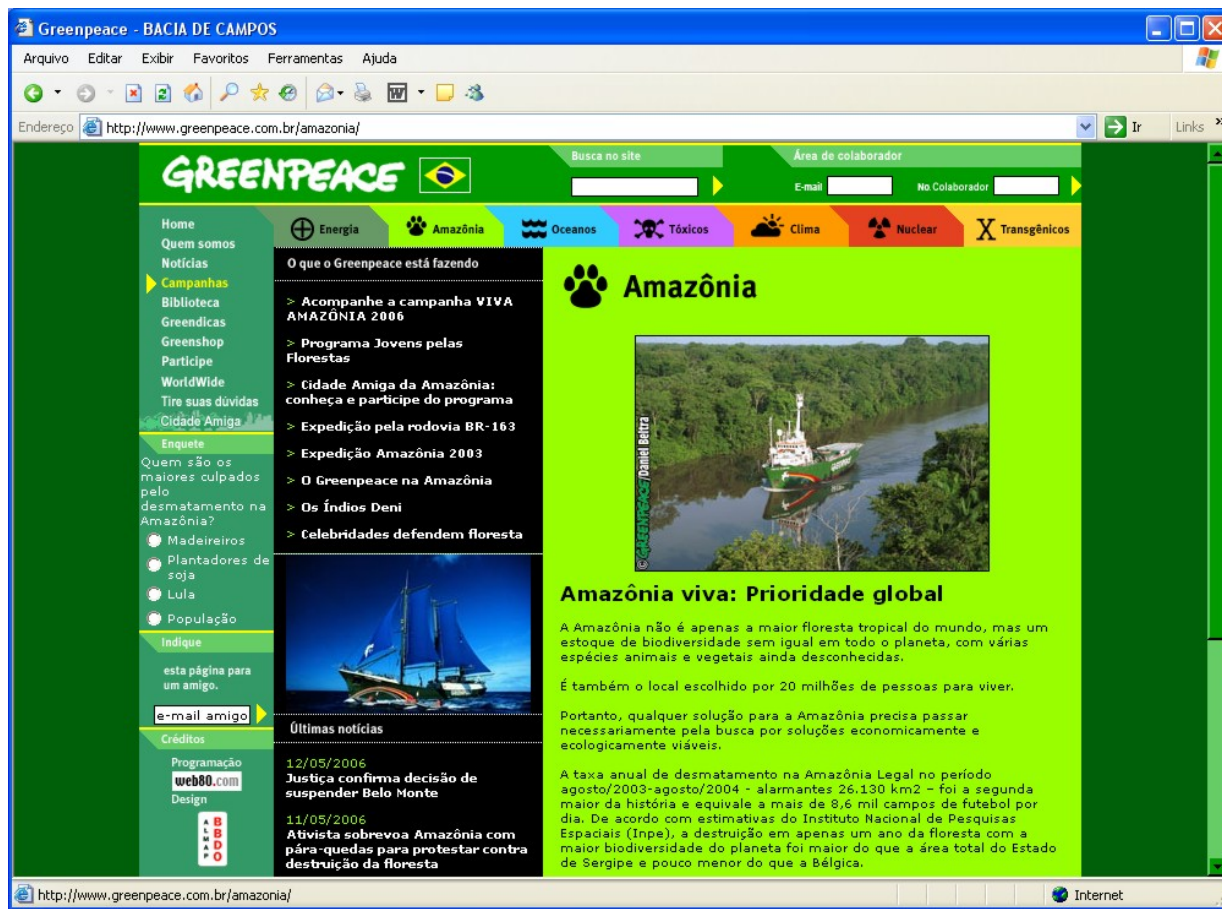 Greenpeace - BACIA DE CAMPOS
Arquivo Editar Exibir Favoritos Ferramentas Ajuda
Endereço http://www.greenpeace.com.br/amazonia/ Ir Links »
GREENPEACE
Busca no site
Área de colaborador
E-mail No. Colaborador
Home
Quem somos
Notícias
Campanhas
Biblioteca
Greendicas
Greenshop
Participe
WorldWide
Tire suas dúvidas
Cidade Amiga
Enquete
Quem são os
maiores culpados
pelo
desmatamento na
Amazônia?
Madeireiros
Plantadores de
soja
Lula
População
Indique
esta página para
um amigo.
e-mail amigo
Créditos
Programação
web80.com
Design
ALMAP
BBDO
Energia Amazônia Oceanos Tóxicos Clima Nuclear Transgênicos
O que o Greenpeace está fazendo
> Acompanhe a campanha VIVA
AMAZÔNIA 2006
> Programa Jovens pelas
Florestas
> Cidade Amiga da Amazônia:
conheça e participe do programa
> Expedição pela rodovia BR-163
> Expedição Amazônia 2003
> O Greenpeace na Amazônia
> Os Índios Deni
> Celebridades defendem floresta
Últimas notícias
12/05/2006
Justiça confirma decisão de
suspender Belo Monte
11/05/2006
Ativista sobrevoa Amazônia com
pára-quedas para protestar contra
destruição da floresta
Amazônia
©GREENPEACE/Daniel Beltra
Amazônia viva: Prioridade global
A Amazônia não é apenas a maior floresta tropical do mundo, mas um
estoque de biodiversidade sem igual em todo o planeta, com várias
espécies animais e vegetais ainda desconhecidas.
É também o local escolhido por 20 milhões de pessoas para viver.
Portanto, qualquer solução para a Amazônia precisa passar
necessariamente pela busca por soluções economicamente e
ecologicamente viáveis.
A taxa anual de desmatamento na Amazônia Legal no período
agosto/2003-agosto/2004 - alarmantes 26.130 km2 – foi a segunda
maior da história e equivale a mais de 8,6 mil campos de futebol por
dia. De acordo com estimativas do Instituto Nacional de Pesquisas
Espaciais (Inpe), a destruição em apenas um ano da floresta com a
maior biodiversidade do planeta foi maior do que a área total do Estado
de Sergipe e pouco menor do que a Bélgica.
http://www.greenpeace.com.br/amazonia/ Internet